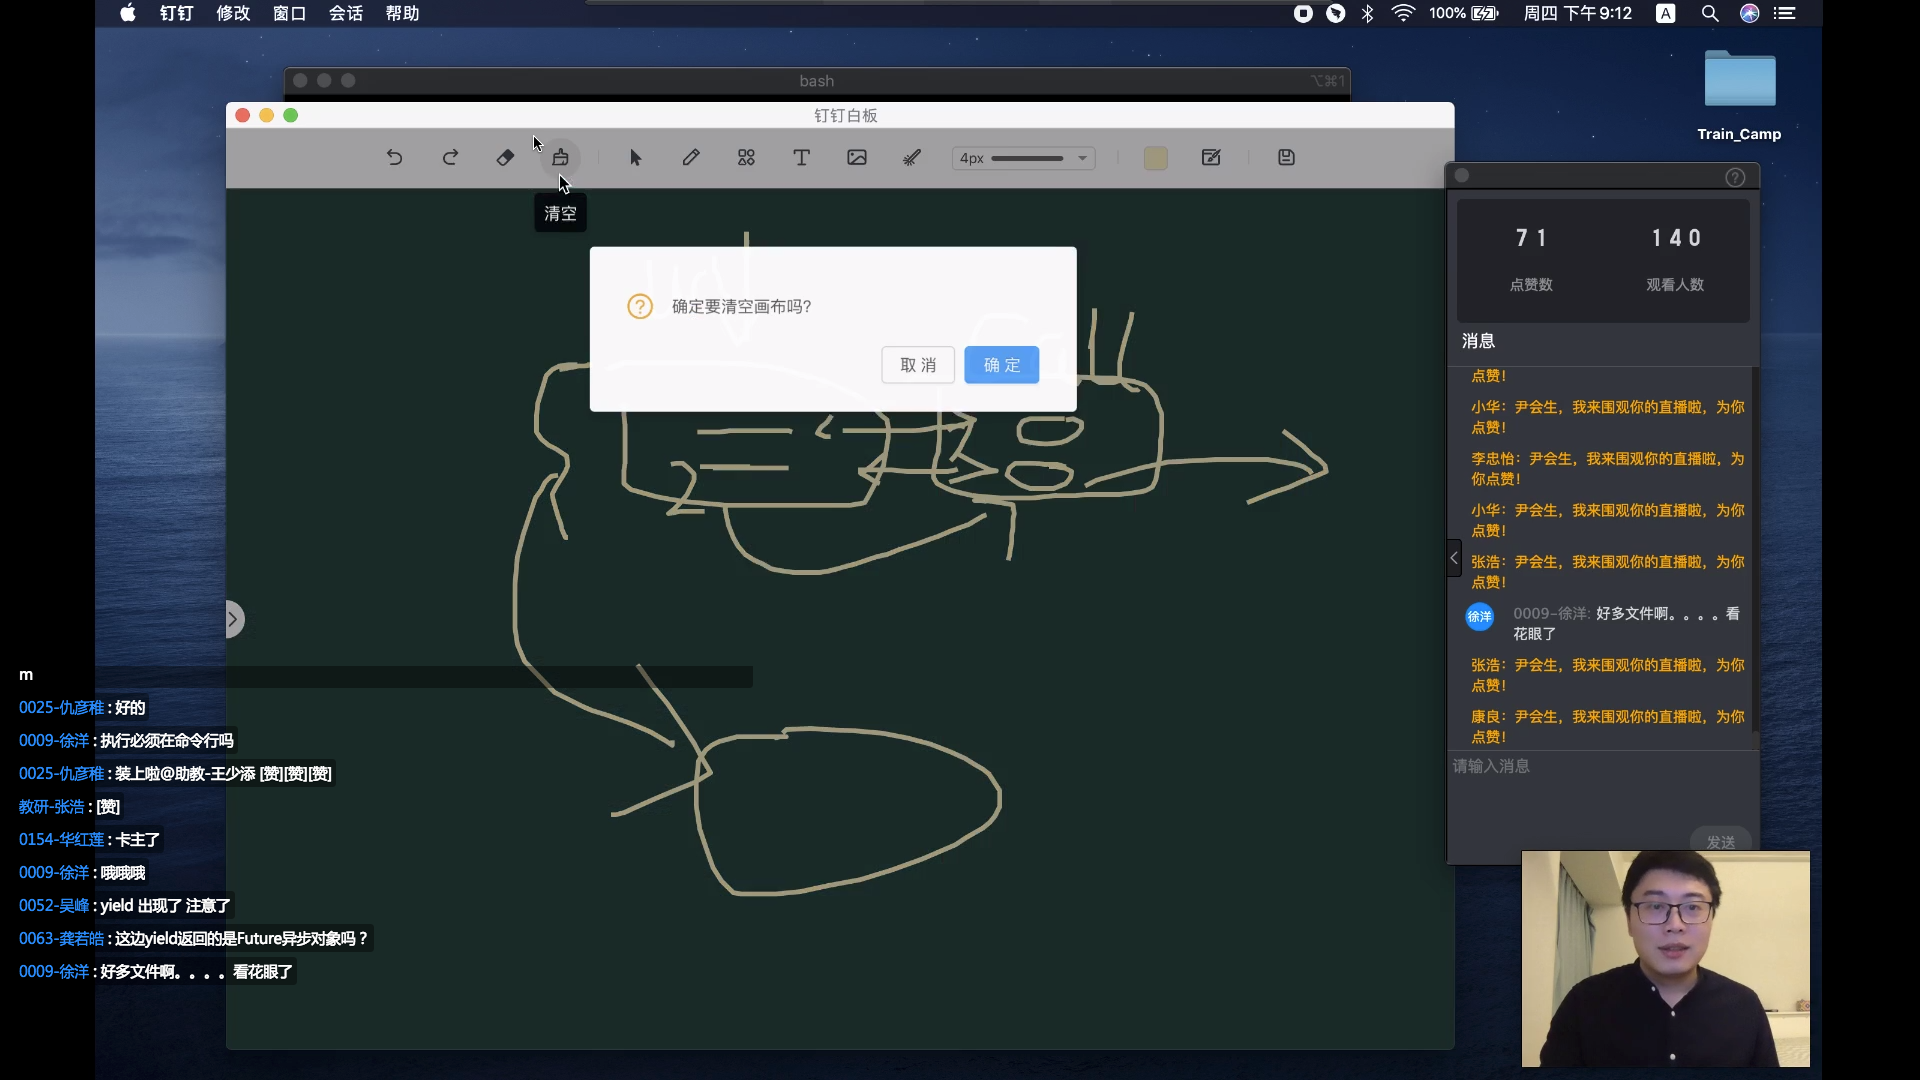 钉钉 修改 窗口 会话 帮助
100% 周四 下午9:12 A
bash
⌥⌘1
Train_Camp
钉钉白板
4px
清空
确定要清空画布吗?
取 消 确 定
url
Call
2
71 140
点赞数 观看人数
消息
点赞!
小华: 尹会生，我来围观你的直播啦，为你
点赞!
李忠怡: 尹会生，我来围观你的直播啦，为
你点赞!
小华: 尹会生，我来围观你的直播啦，为你
点赞!
张浩: 尹会生，我来围观你的直播啦，为你
点赞!
徐洋
0009-徐洋: 好多文件啊。。。。看
花眼了
张浩: 尹会生，我来围观你的直播啦，为你
点赞!
康良: 尹会生，我来围观你的直播啦，为你
点赞!
请输入消息
发送
m
0025-仇彦稚 : 好的
0009-徐洋 : 执行必须在命令行吗
0025-仇彦稚 : 装上啦@助教-王少添 [赞][赞][赞]
教研-张浩 : [赞]
0154-华红莲 : 卡主了
0009-徐洋 : 哦哦哦
0052-吴峰 : yield 出现了 注意了
0063-龚若皓 : 这边yield返回的是Future异步对象吗？
0009-徐洋 : 好多文件啊。。。。看花眼了